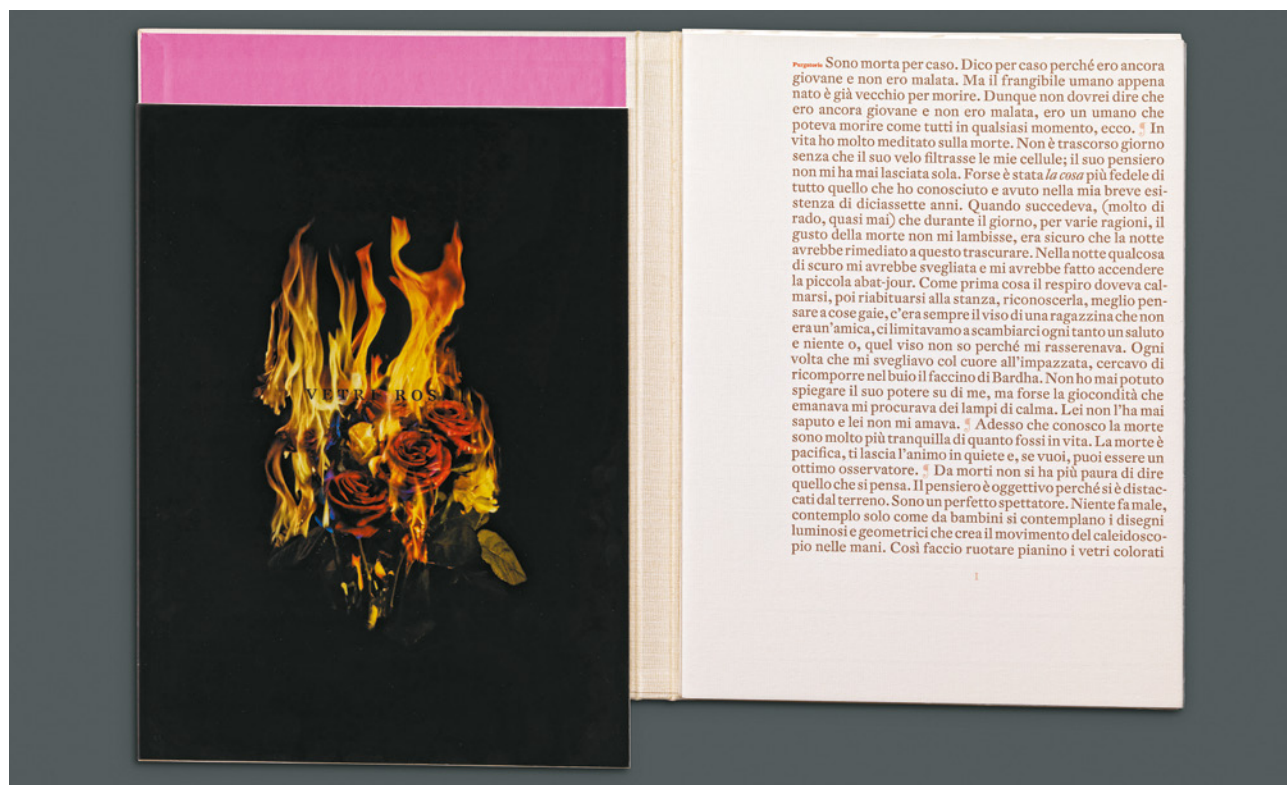 VETRI ROSA
Purgatorio Sono morta per caso. Dico per caso perché ero ancora
giovane e non ero malata. Ma il frangibile umano appena
nato è già vecchio per morire. Dunque non dovrei dire che
ero ancora giovane e non ero malata, ero un umano che
poteva morire come tutti in qualsiasi momento, ecco. ¶ In
vita ho molto meditato sulla morte. Non è trascorso giorno
senza che il suo velo filtrasse le mie cellule; il suo pensiero
non mi ha mai lasciata sola. Forse è stata la cosa più fedele di
tutto quello che ho conosciuto e avuto nella mia breve esi-
stenza di diciassette anni. Quando succedeva, (molto di
rado, quasi mai) che durante il giorno, per varie ragioni, il
gusto della morte non mi lambisse, era sicuro che la notte
avrebbe rimediato a questo trascurare. Nella notte qualcosa
di scuro mi avrebbe svegliata e mi avrebbe fatto accendere
la piccola abat-jour. Come prima cosa il respiro doveva cal-
marsi, poi riabituarsi alla stanza, riconoscerla, meglio pen-
sare a cose gaie, c'era sempre il viso di una ragazzina che non
era un'amica, ci limitavamo a scambiarci ogni tanto un saluto
e niente o, quel viso non so perché mi rasserenava. Ogni
volta che mi svegliavo col cuore all'impazzata, cercavo di
ricomporre nel buio il faccino di Bardha. Non ho mai potuto
spiegare il suo potere su di me, ma forse la giocondità che
emanava mi procurava dei lampi di calma. Lei non l'ha mai
saputo e lei non mi amava. ¶ Adesso che conosco la morte
sono molto più tranquilla di quanto fossi in vita. La morte è
pacifica, ti lascia l'animo in quiete e, se vuoi, puoi essere un
ottimo osservatore. ¶ Da morti non si ha più paura di dire
quello che si pensa. Il pensiero è oggettivo perché si è distac-
cati dal terreno. Sono un perfetto spettatore. Niente fa male,
contemplo solo come da bambini si contemplano i disegni
luminosi e geometrici che crea il movimento del caleidosco-
pio nelle mani. Così faccio ruotare pianino i vetri colorati
I